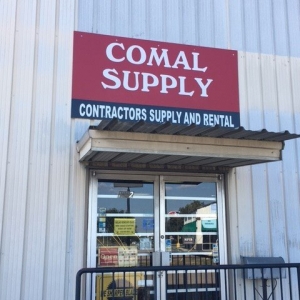 COMAL
SUPPLY
CONTRACTORS SUPPLY AND RENTAL